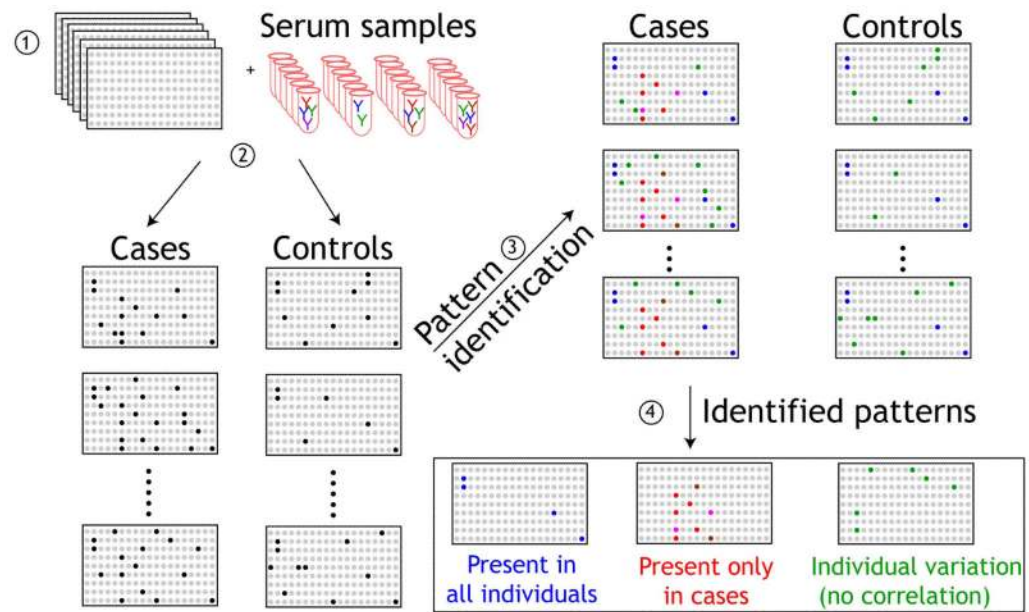 ①
Serum samples
+
②
Cases
Controls
Pattern ③
identification
Cases
Controls
④
Identified patterns
Present in
all individuals
Present only
in cases
Individual variation
(no correlation)